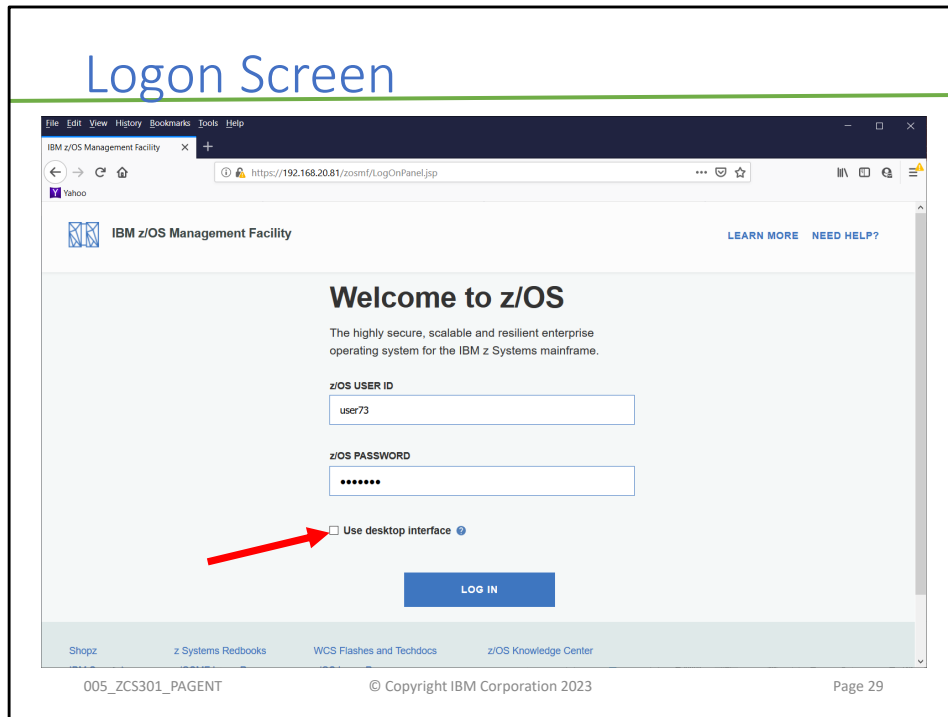 Logon Screen
File Edit View History Bookmarks Tools Help
IBM z/OS Management Facility
https://192.168.20.81/zosmf/LogOnPanel.jsp
Yahoo
IBM z/OS Management Facility
LEARN MORE NEED HELP?
Welcome to z/OS
The highly secure, scalable and resilient enterprise
operating system for the IBM z Systems mainframe.
z/OS USER ID
user73
z/OS PASSWORD
•••••••
Use desktop interface
LOG IN
Shopz z Systems Redbooks WCS Flashes and Techdocs z/OS Knowledge Center
005_ZCS301_PAGENT © Copyright IBM Corporation 2023 Page 29